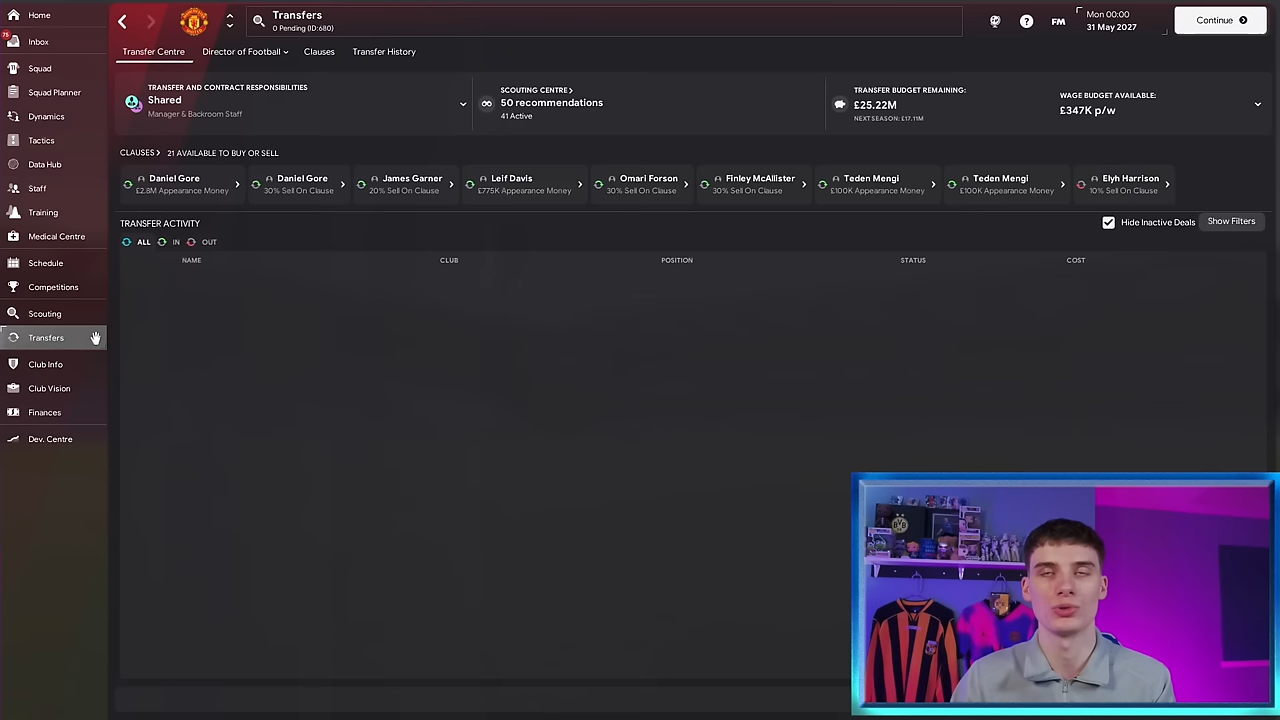 Home
75
Inbox
Squad
Squad Planner
Dynamics
Tactics
Data Hub
Staff
Training
Medical Centre
Schedule
Competitions
Scouting
Transfers
Club Info
Club Vision
Finances
Dev. Centre
Transfers
0 Pending (ID:680)
FM
Mon 00:00
31 May 2027
Continue
Transfer Centre
Director of Football
Clauses
Transfer History
TRANSFER AND CONTRACT RESPONSIBILITIES
Shared
Manager & Backroom Staff
SCOUTING CENTRE
50 recommendations
41 Active
TRANSFER BUDGET REMAINING:
£25.22M
NEXT SEASON: £17.11M
WAGE BUDGET AVAILABLE:
£347K p/w
CLAUSES 21 AVAILABLE TO BUY OR SELL
Daniel Gore
£2.8M Appearance Money
Daniel Gore
30% Sell On Clause
James Garner
20% Sell On Clause
Leif Davis
£775K Appearance Money
Omari Forson
30% Sell On Clause
Finley McAllister
30% Sell On Clause
Teden Mengi
£100K Appearance Money
Teden Mengi
£100K Appearance Money
Elyh Harrison
10% Sell On Clause
TRANSFER ACTIVITY
Hide Inactive Deals
Show Filters
ALL IN OUT
NAME CLUB POSITION STATUS COST
BVB
09